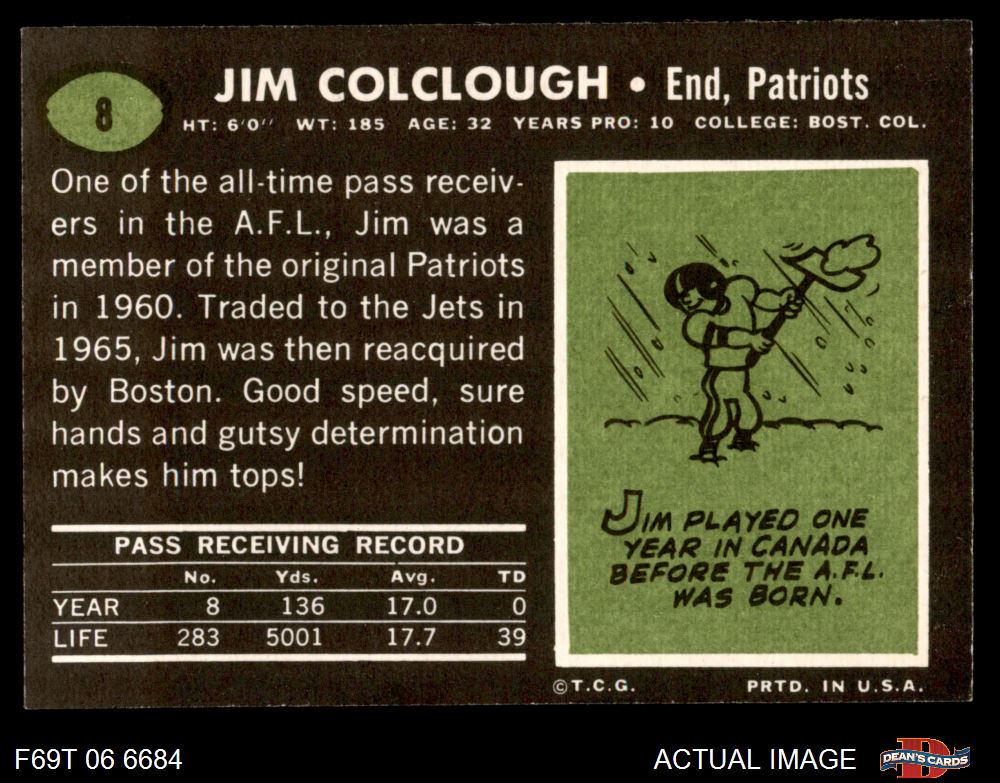 8
JIM COLCLOUGH • End, Patriots
HT: 6'0'' WT: 185 AGE: 32 YEARS PRO: 10 COLLEGE: BOST. COL.
One of the all-time pass receiv-
ers in the A.F.L., Jim was a
member of the original Patriots
in 1960. Traded to the Jets in
1965, Jim was then reacquired
by Boston. Good speed, sure
hands and gutsy determination
makes him tops!
PASS RECEIVING RECORD
No. Yds. Avg. TD
YEAR 8 136 17.0 0
LIFE 283 5001 17.7 39
JIM PLAYED ONE
YEAR IN CANADA
BEFORE THE A.F.L.
WAS BORN.
©T.C.G. PRTD. IN U.S.A.
F69T 06 6684 ACTUAL IMAGE
D
DEAN'S CARDS